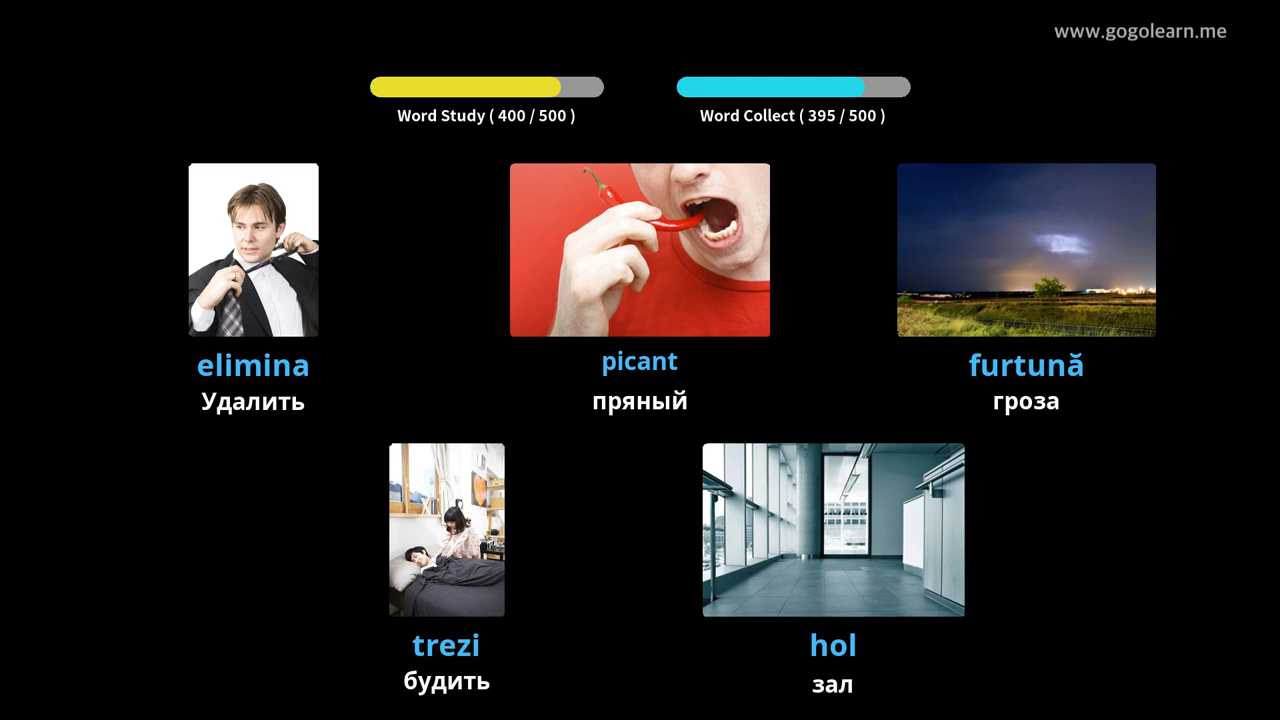 www.gogolearn.me
Word Study ( 400 / 500 )
Word Collect ( 395 / 500 )
elimina
Удалить
picant
пряный
furtună
гроза
trezi
будить
hol
зал